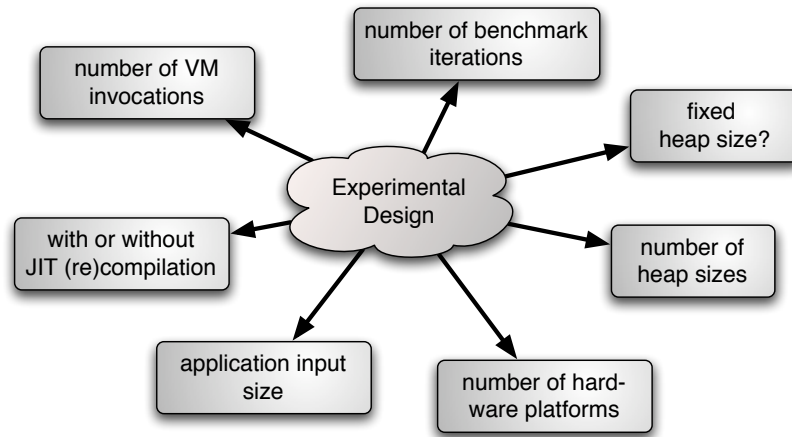 number of benchmark
iterations
number of VM
invocations
fixed
heap size?
Experimental
Design
with or without
JIT (re)compilation
number of
heap sizes
application input
size
number of hard-
ware platforms